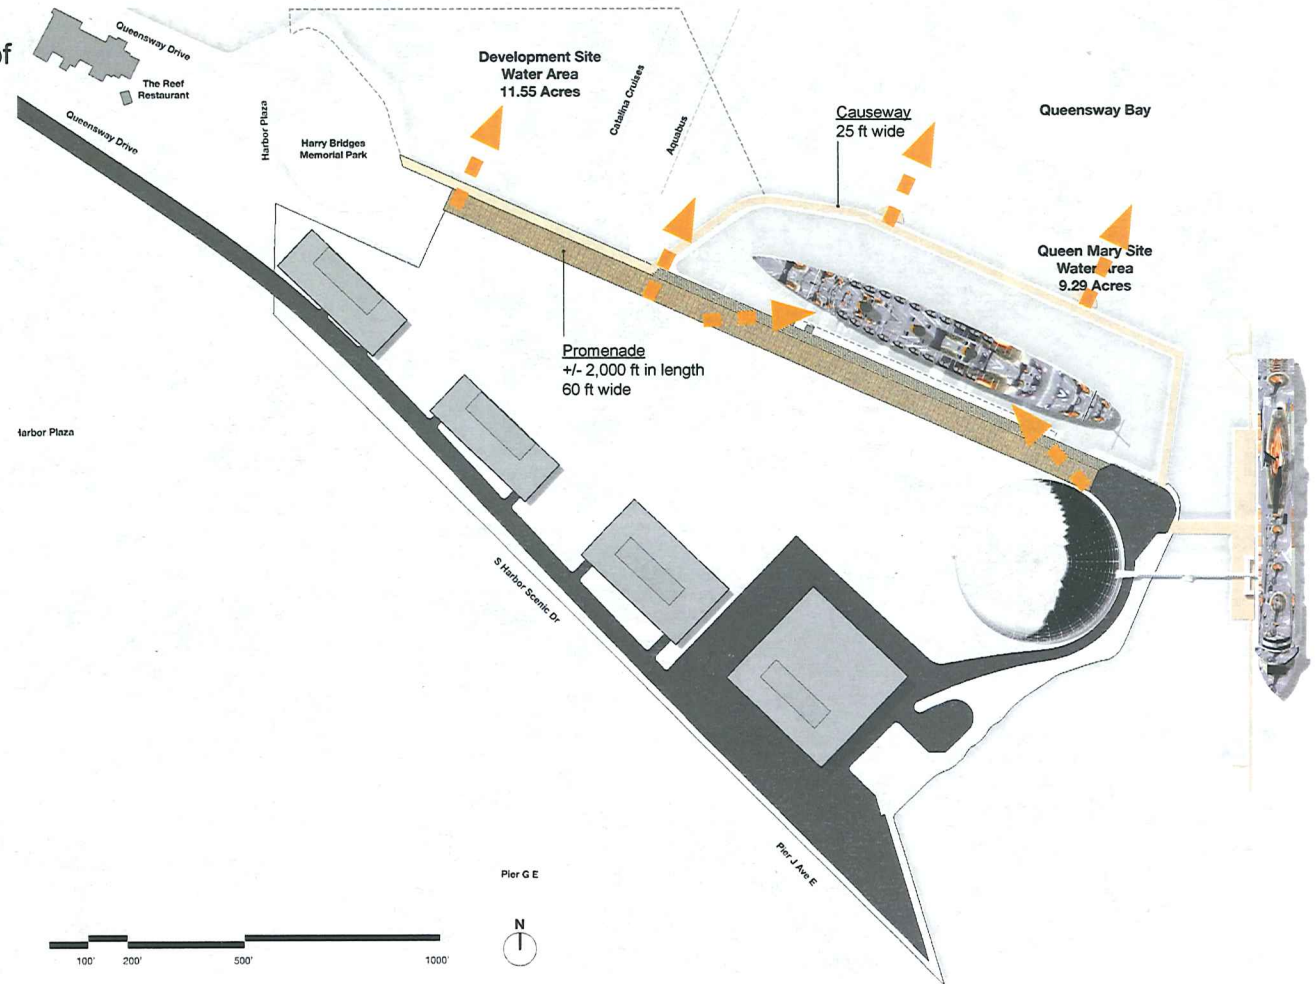 of
Queensway Drive
The Reef
Restaurant
Queensway Drive
Harbor Plaza
Harry Bridges
Memorial Park
Development Site
Water Area
11.55 Acres
Catalina Cruises
Aquabus
Causeway
25 ft wide
Queensway Bay
Queen Mary Site
Water Area
9.29 Acres
Promenade
+/- 2,000 ft in length
60 ft wide
Harbor Plaza
S Harbor Scenic Dr
Pier J Ave E
Pier G E
N
100'
200'
500'
1000'